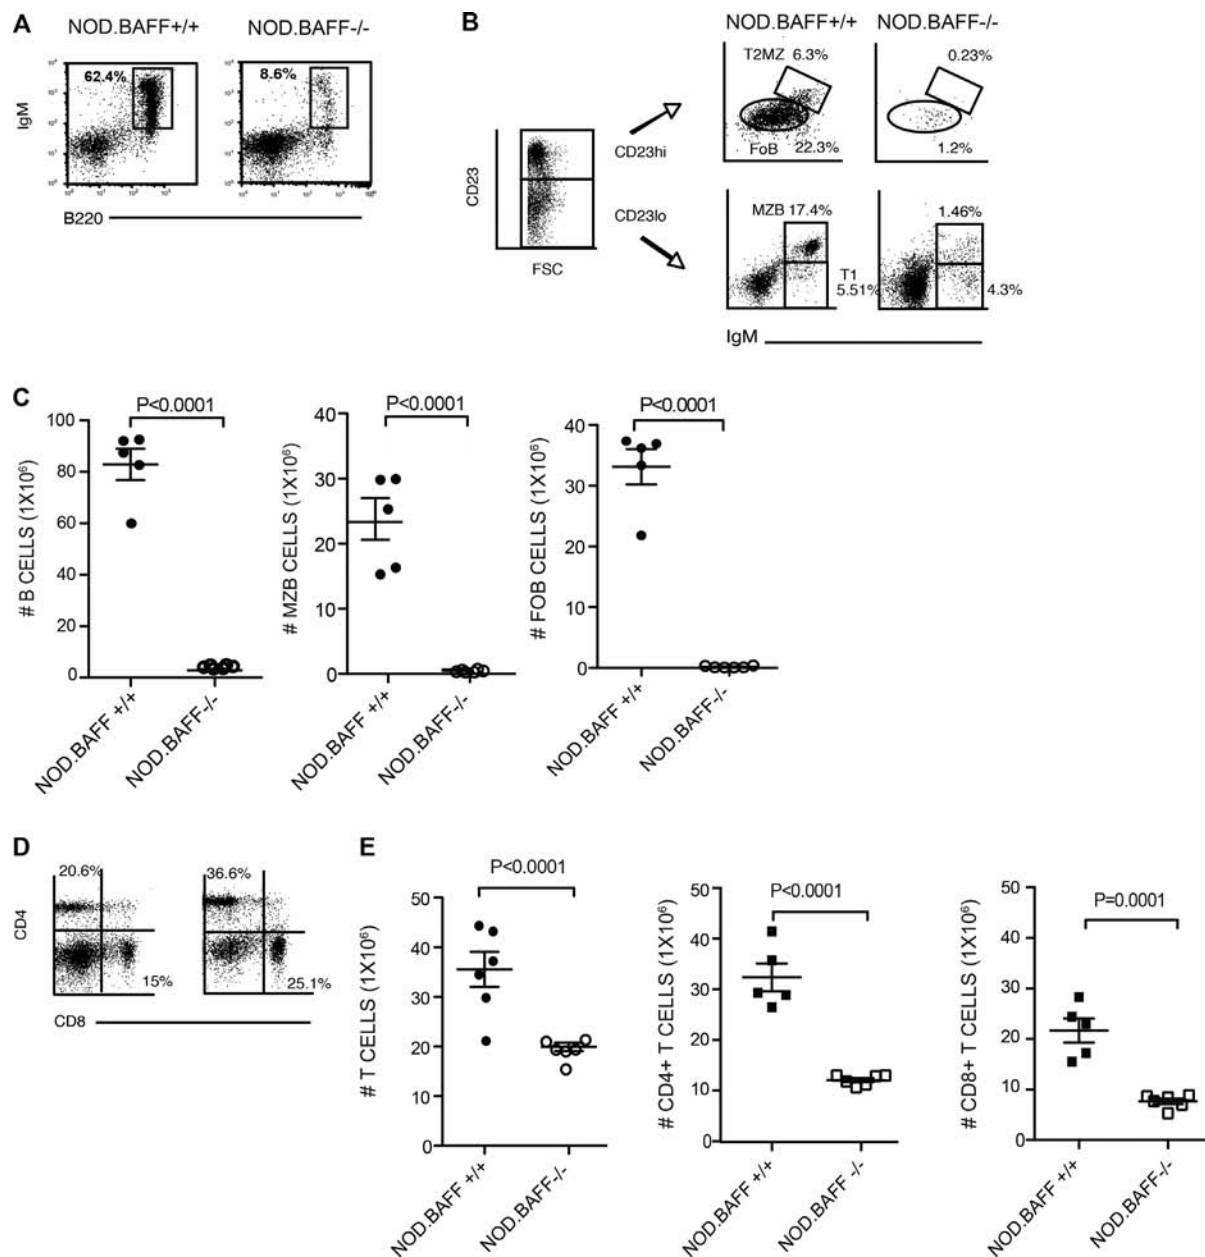 A
NOD.BAFF+/+
NOD.BAFF-/-
62.4%
8.6%
IgM
B220
B
NOD.BAFF+/+
NOD.BAFF-/-
T2MZ 6.3%
0.23%
CD23hi
FoB 22.3%
1.2%
CD23
CD23lo
FSC
MZB 17.4%
1.46%
T1
5.51%
4.3%
IgM
C
P<0.0001
100
80
60
40
20
0
# B CELLS (1X10⁶)
NOD.BAFF +/+
NOD.BAFF-/-
P<0.0001
40
30
20
10
0
# MZB CELLS (1X10⁶)
NOD.BAFF +/+
NOD.BAFF-/-
P<0.0001
40
30
20
10
0
# FOB CELLS (1X10⁶)
NOD.BAFF +/+
NOD.BAFF-/-
D
20.6%
36.6%
CD4
15%
25.1%
CD8
E
P<0.0001
50
40
30
20
10
0
# T CELLS (1X10⁶)
NOD.BAFF +/+
NOD.BAFF-/-
P<0.0001
50
40
30
20
10
0
# CD4+ T CELLS (1X10⁶)
NOD.BAFF +/+
NOD.BAFF -/-
P=0.0001
50
40
30
20
10
0
# CD8+ T CELLS (1X10⁶)
NOD.BAFF +/+
NOD.BAFF-/-